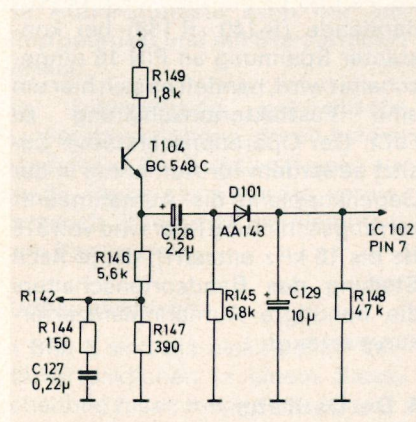 +
R149
1,8k
T104
BC 548 C
D101
AA143
C128
2,2µ
IC 102
PIN 7
R146
5,6k
R142
R144
150
R147
390
R145
6,8k
+
C129
10µ
R148
47k
C127
0,22µ